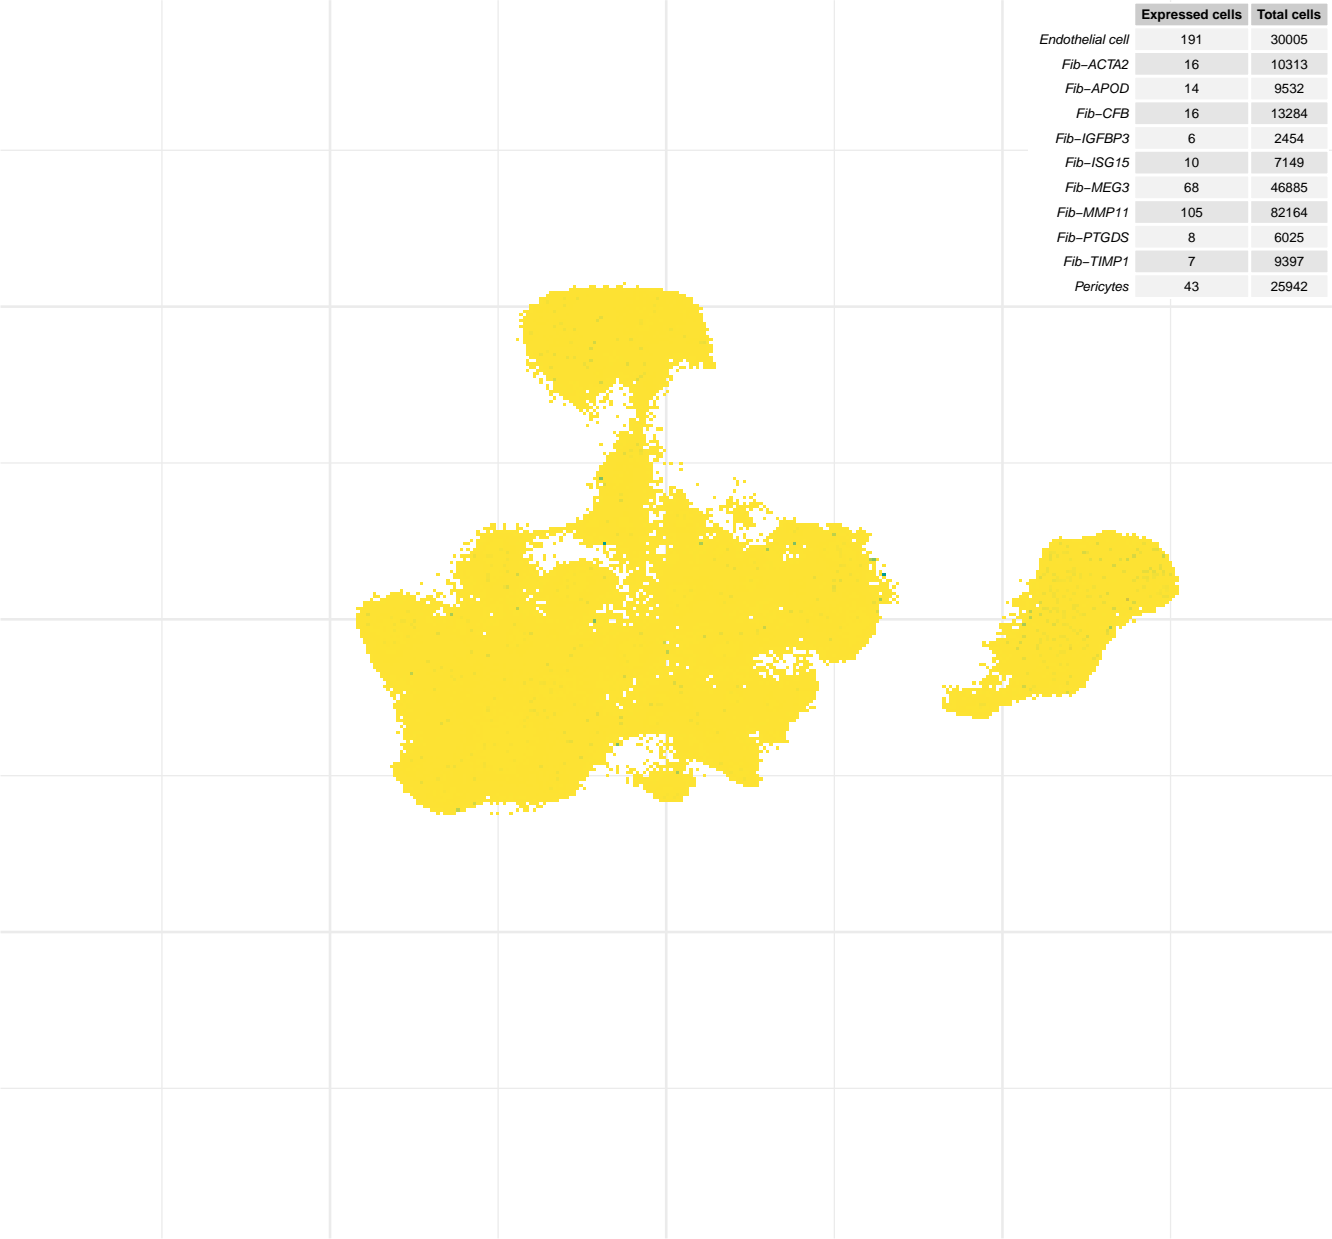 Expressed cells Total cells
Endothelial cell 191 30005
Fib−ACTA2 16 10313
Fib−APOD 14 9532
Fib−CFB 16 13284
Fib−IGFBP3 6 2454
Fib−ISG15 10 7149
Fib−MEG3 68 46885
Fib−MMP11 105 82164
Fib−PTGDS 8 6025
Fib−TIMP1 7 9397
Pericytes 43 25942